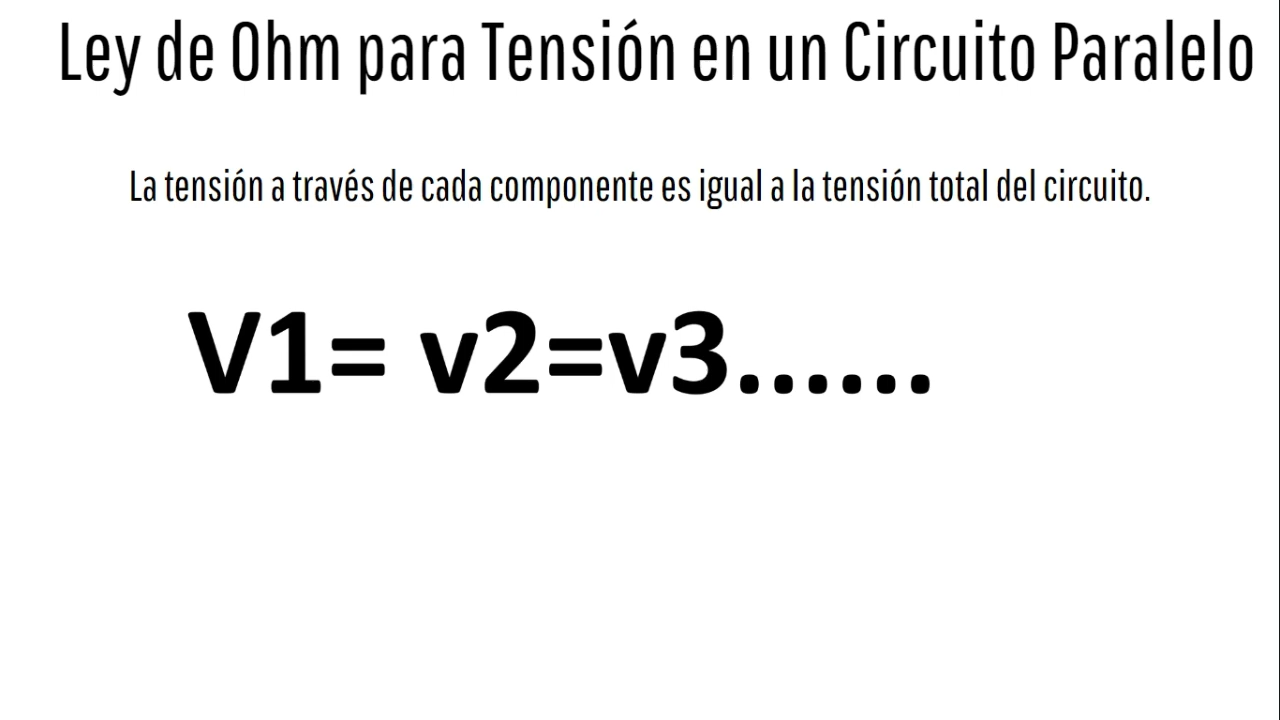 Ley de Ohm para Tensión en un Circuito Paralelo
La tensión a través de cada componente es igual a la tensión total del circuito.
V1= v2=v3......